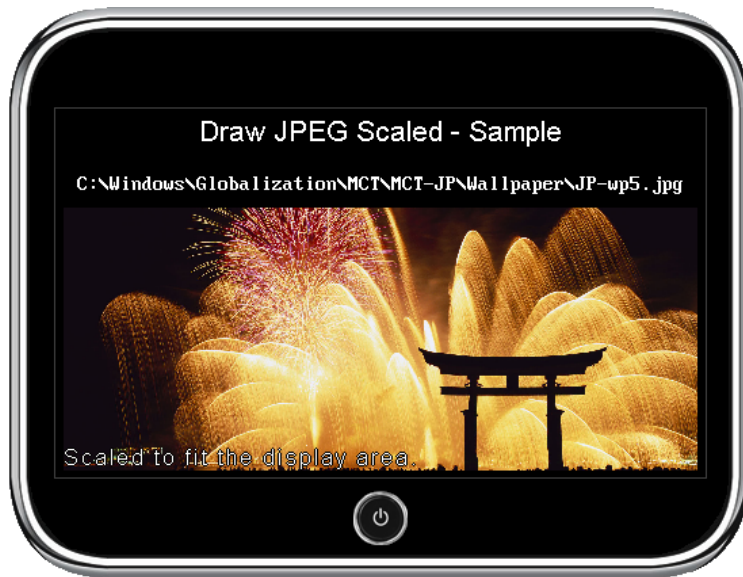 Draw JPEG Scaled - Sample
C:\Windows\Globalization\MCT\MCT-JP\Wallpaper\JP-wp5.jpg
Scaled to fit the display area.